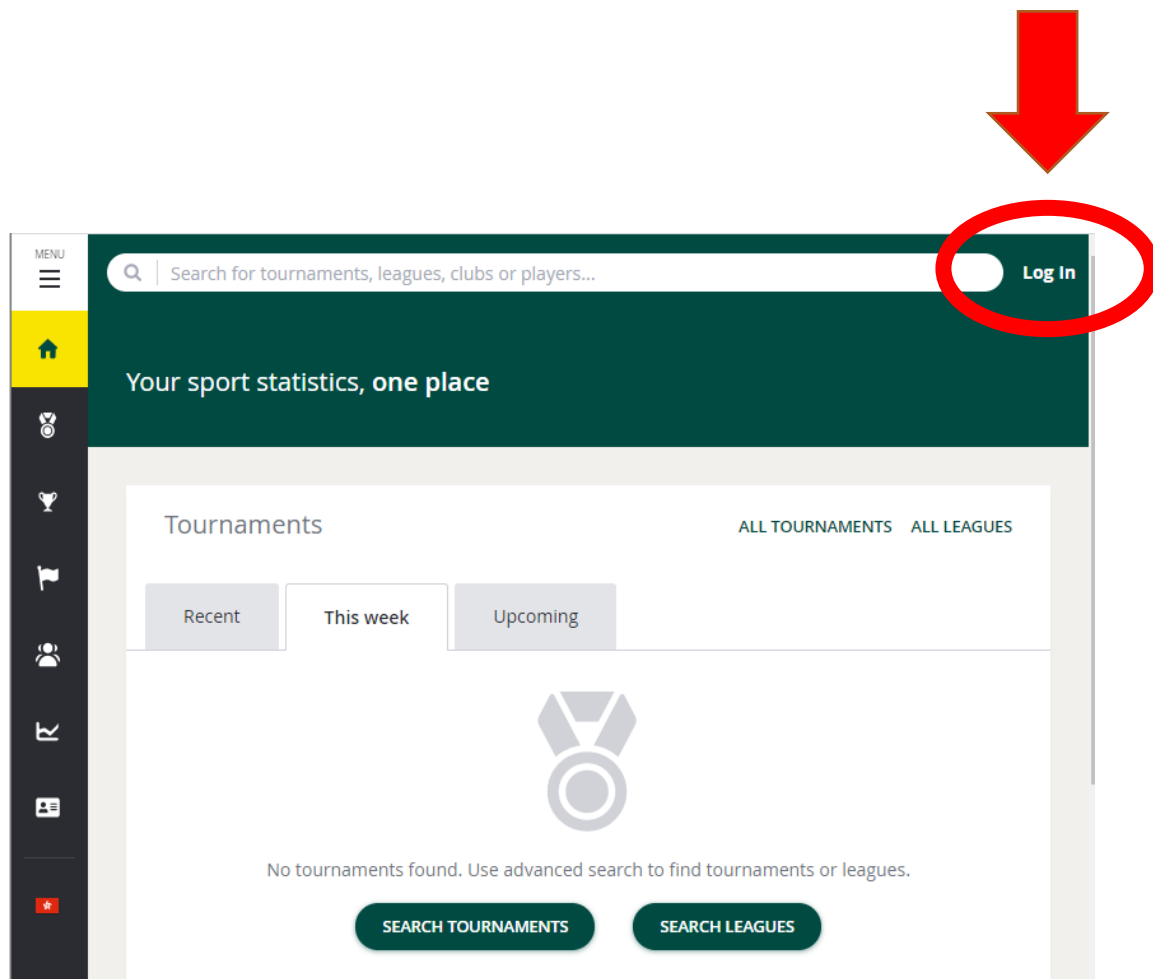 MENU
Search for tournaments, leagues, clubs or players...
Log In
Your sport statistics, one place
Tournaments
ALL TOURNAMENTS ALL LEAGUES
Recent This week Upcoming
No tournaments found. Use advanced search to find tournaments or leagues.
SEARCH TOURNAMENTS SEARCH LEAGUES